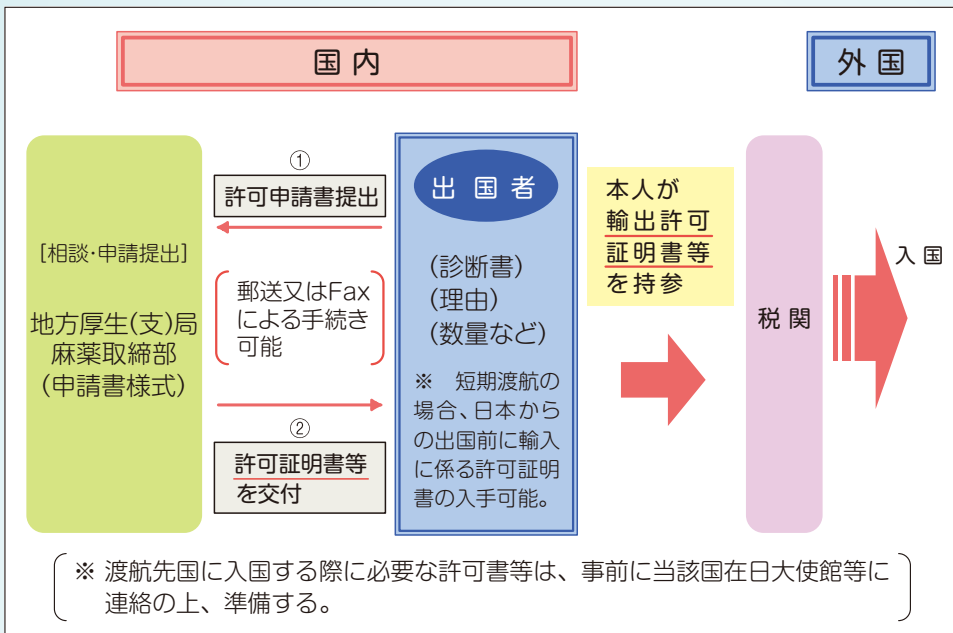 国内
外国
[相談･申請提出]
地方厚生(支)局
麻薬取締部
(申請書様式)
①
許可申請書提出
郵送又はFax
による手続き
可能
②
許可証明書等
を交付
出国者
(診断書)
(理由)
(数量など)
※ 短期渡航の
場合、日本から
の出国前に輸入
に係る許可証明
書の入手可能。
本人が
輸出許可
証明書等
を持参
税関
入国
※ 渡航先国に入国する際に必要な許可書等は、事前に当該国在日大使館等に
連絡の上、準備する。